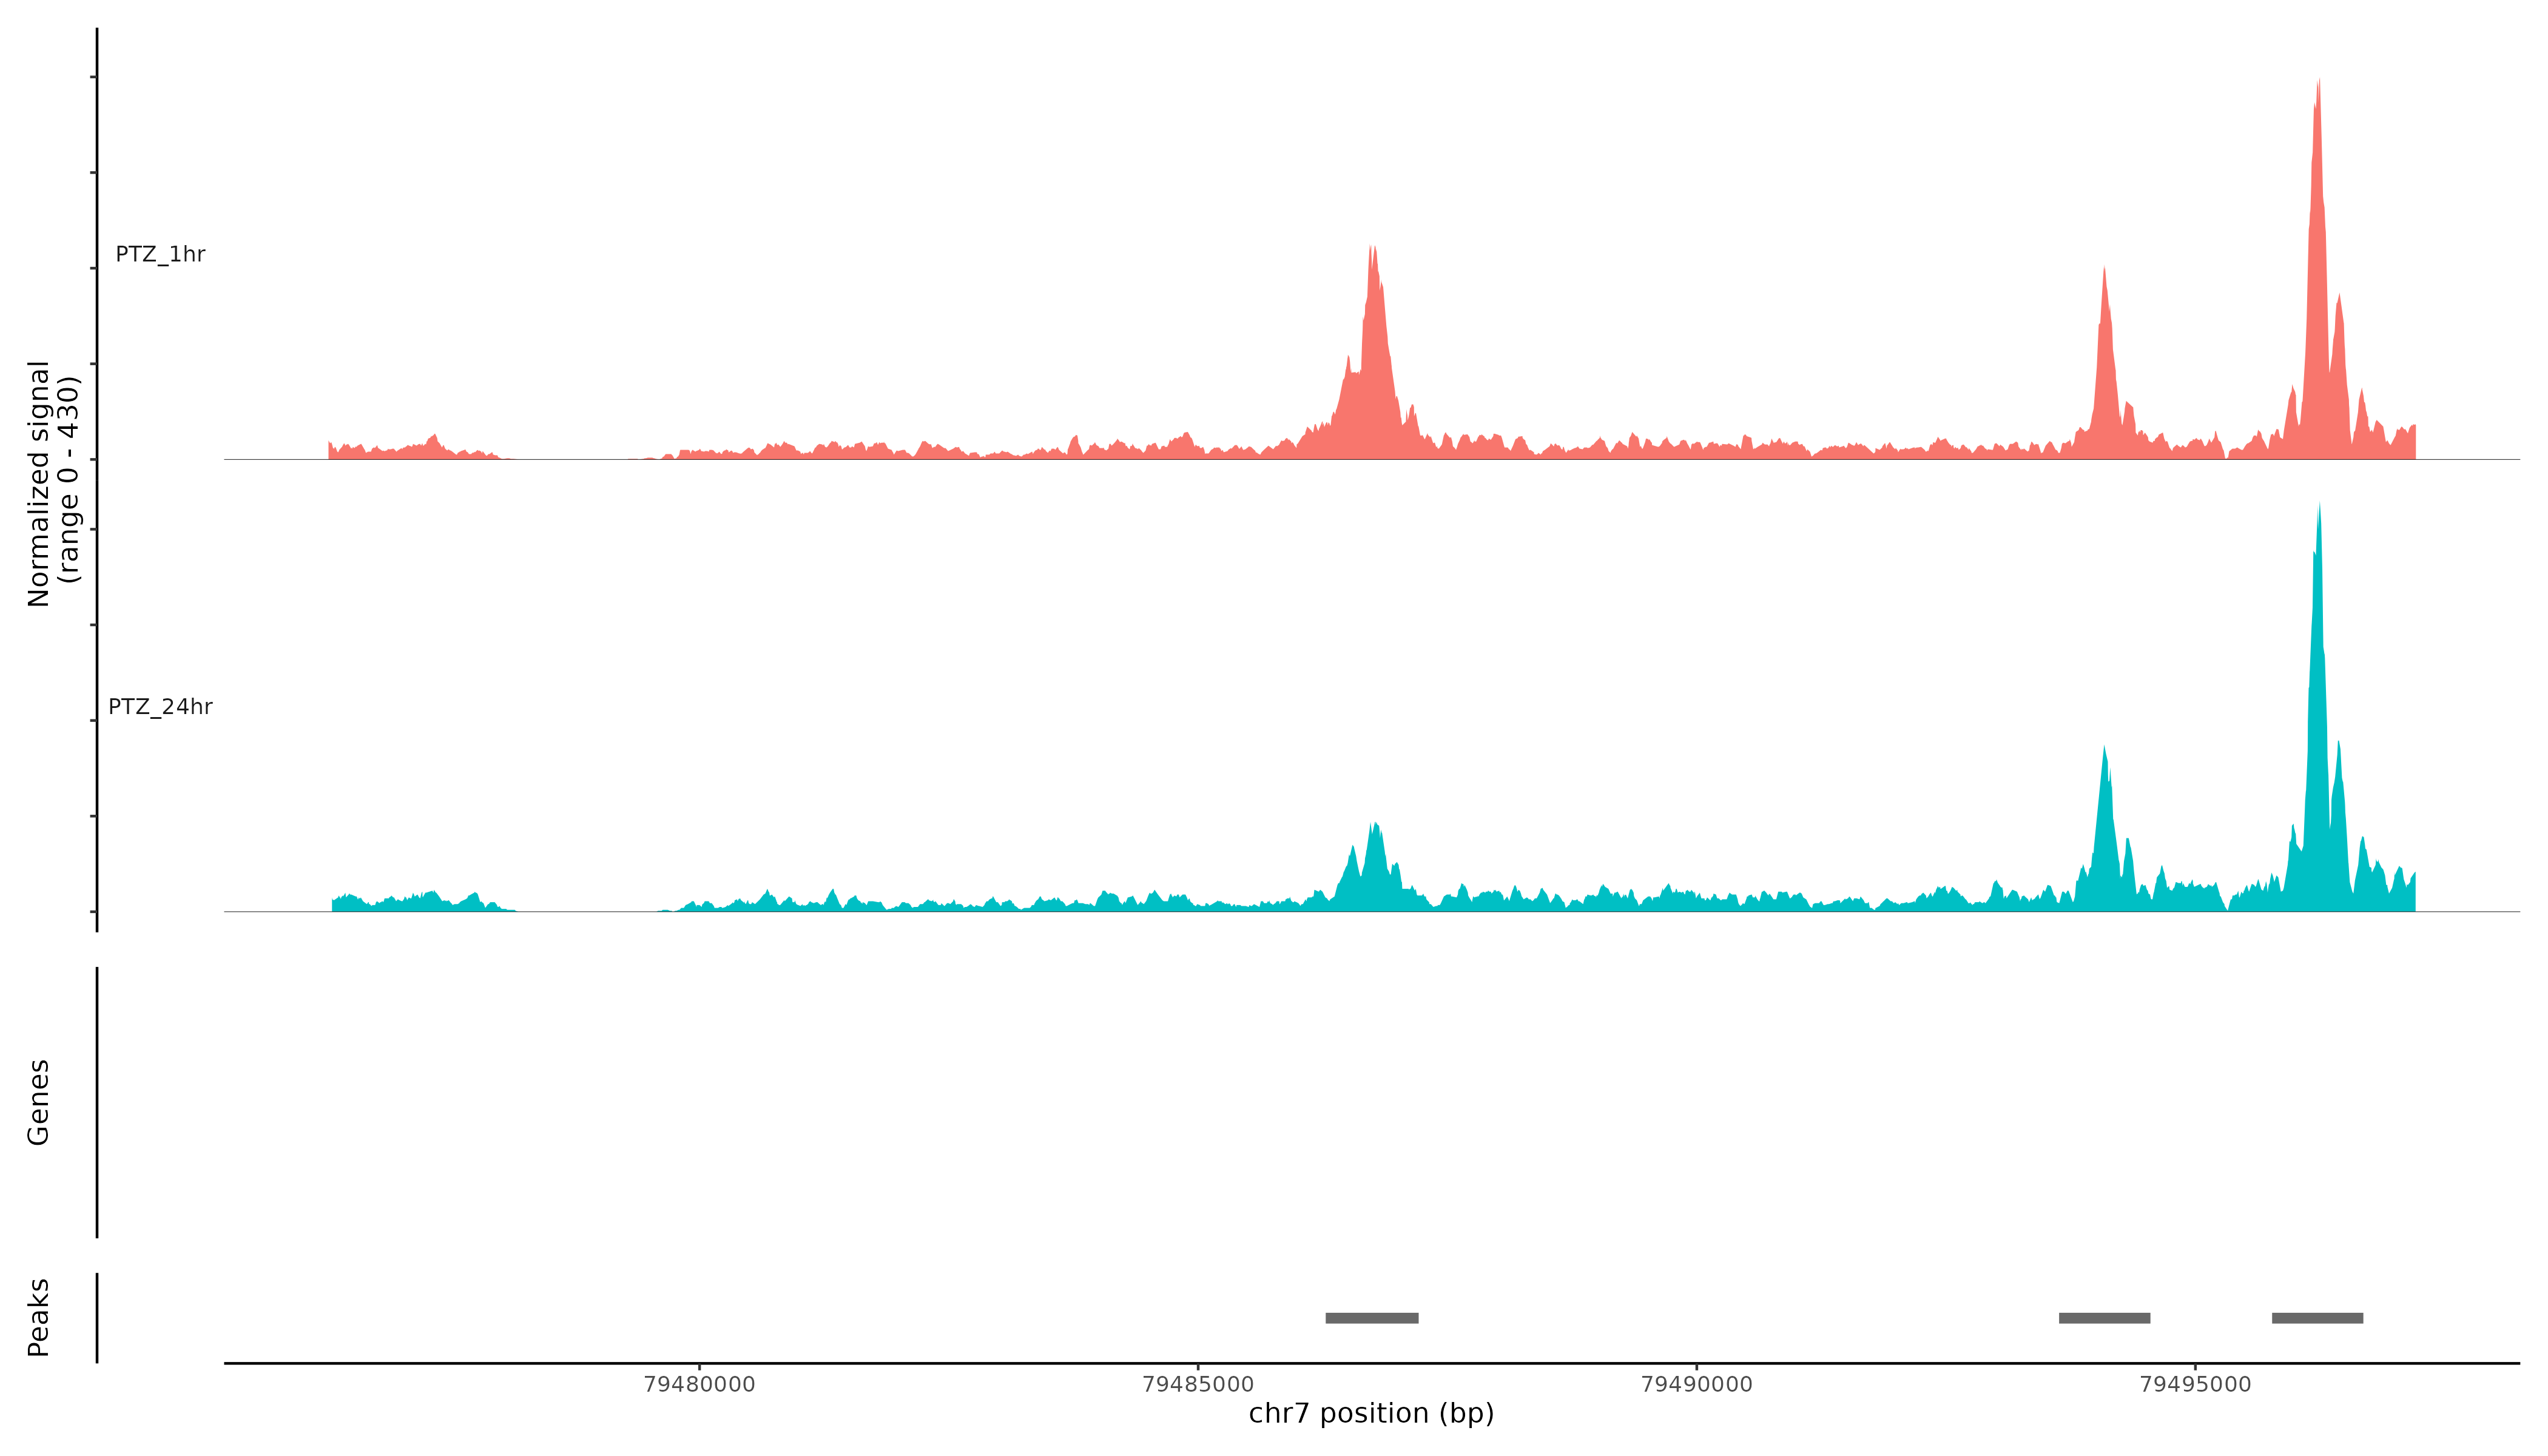 Normalized signal
(range 0 - 430)
PTZ_1hr
PTZ_24hr
Genes
Peaks
79480000
79485000
79490000
79495000
chr7 position (bp)